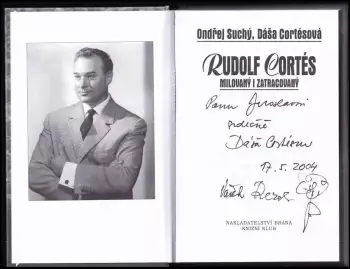 Ondřej Suchý, Dáša Cortésová
RUDOLF CORTÉS
MILOVANÝ I ZATRACOVANÝ
Panu Jaroslavovi
srdečně
Dáša Cortésová
17. 5. 2004
NAKLADATELSTVÍ BRÁNA
KNIŽNÍ KLUB